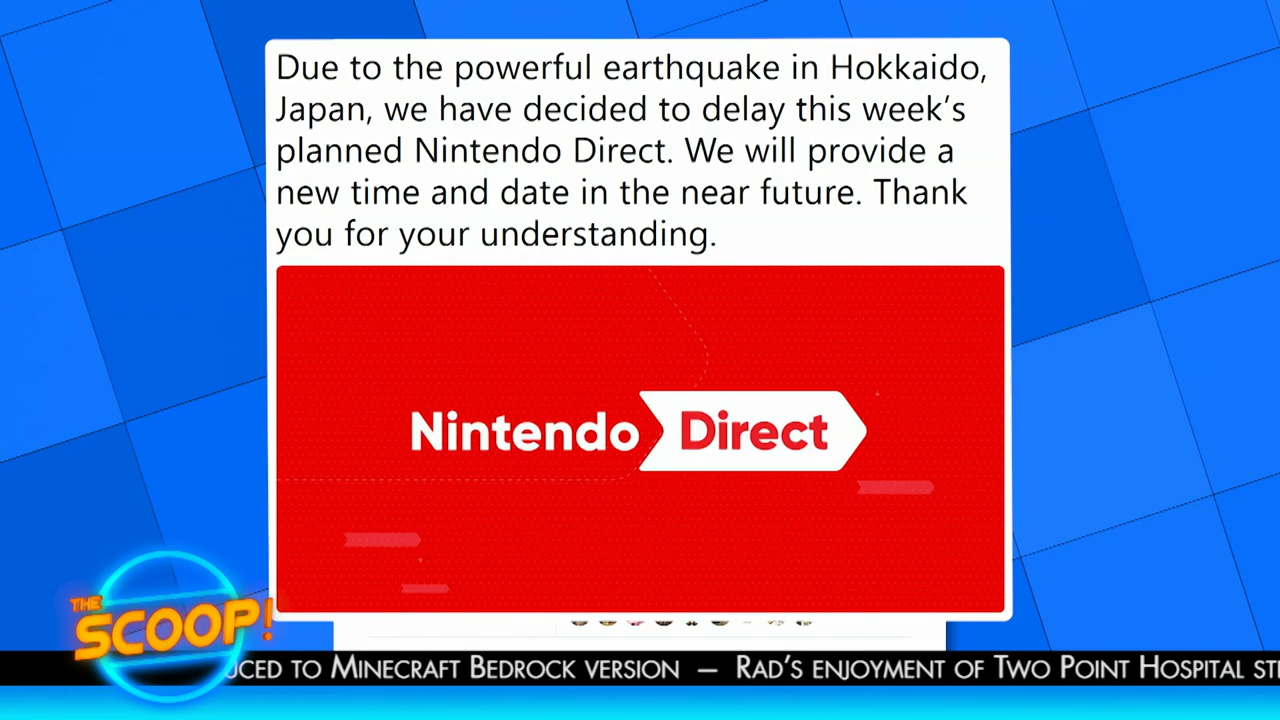 Due to the powerful earthquake in Hokkaido,
Japan, we have decided to delay this week's
planned Nintendo Direct. We will provide a
new time and date in the near future. Thank
you for your understanding.
Nintendo Direct
THE
SCOOP!
TO MINECRAFT BEDROCK VERSION — RAD'S ENJOYMENT OF TWO POINT HOSPITAL